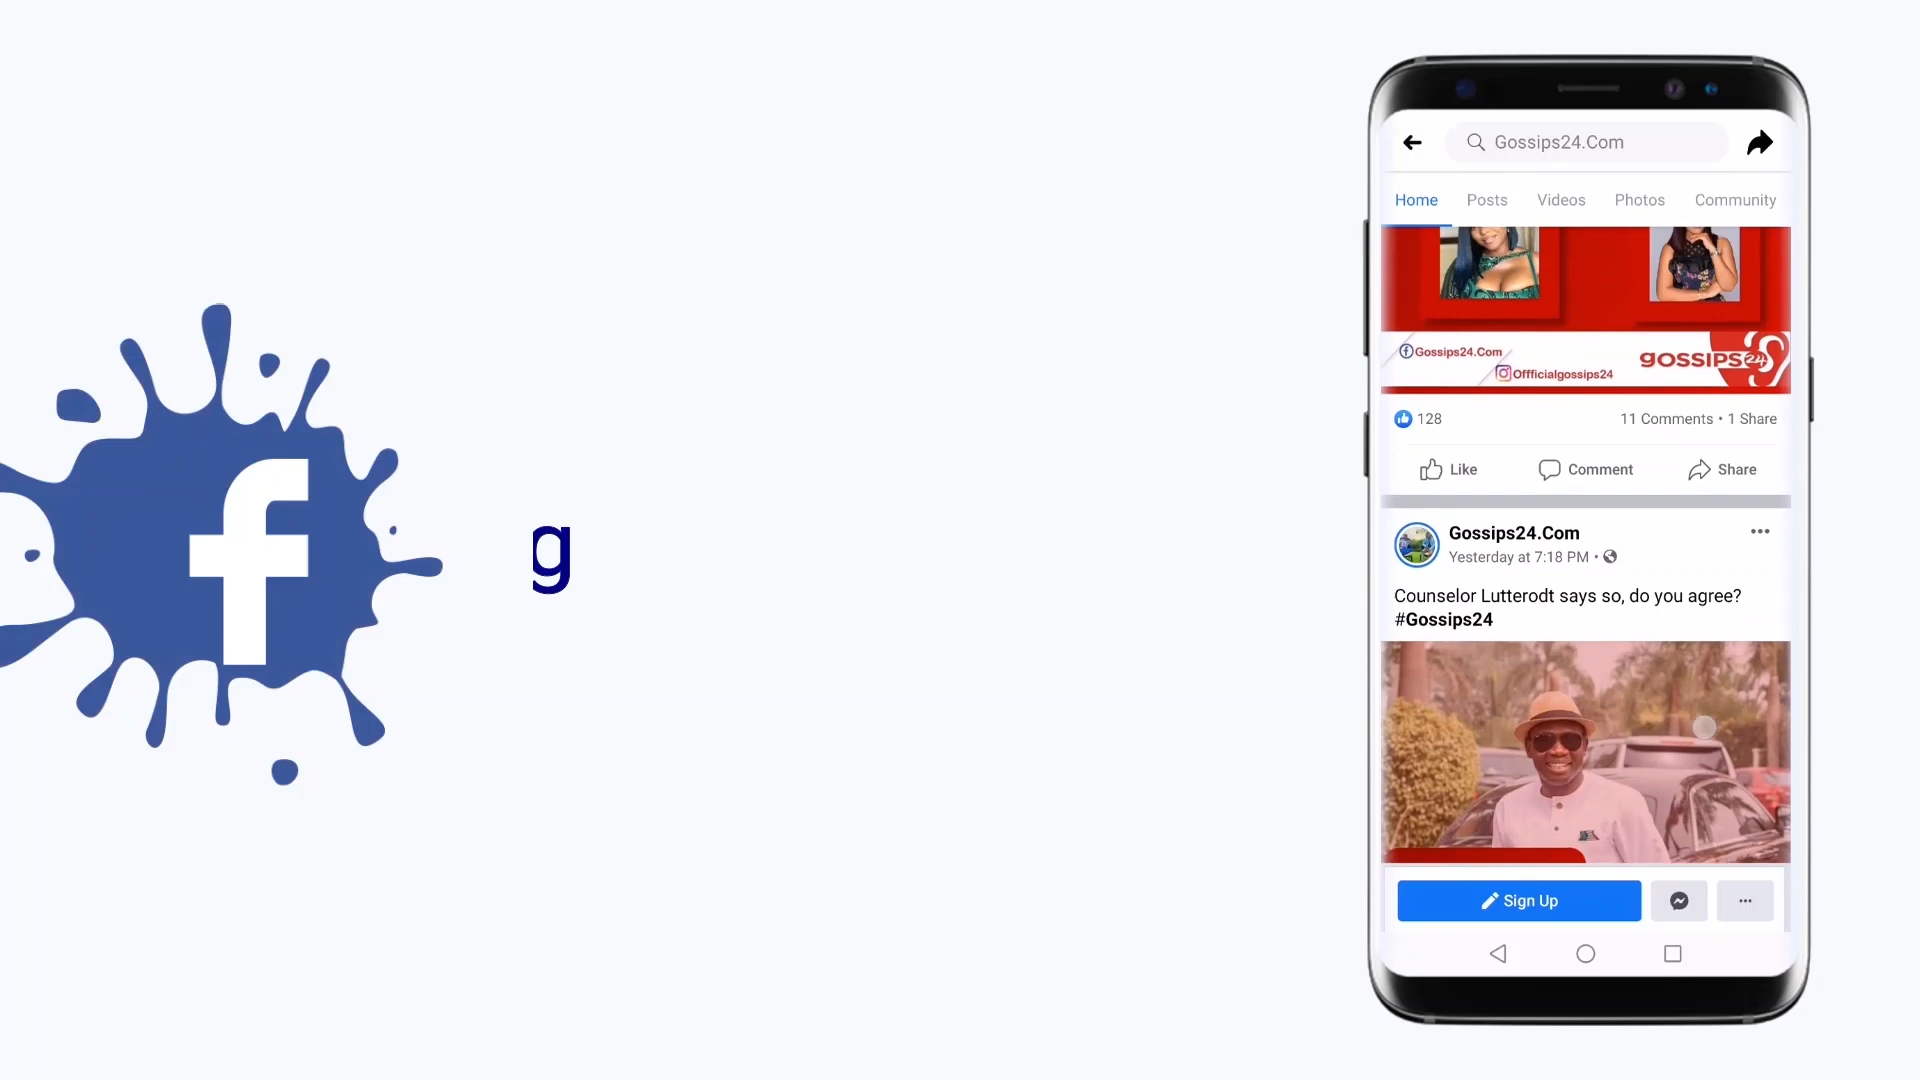 g
Gossips24.Com
Home Posts Videos Photos Community
Gossips24.Com
Offficialgossips24
gossips24
128 11 Comments • 1 Share
Like Comment Share
Gossips24.Com
Yesterday at 7:18 PM •
Counselor Lutterodt says so, do you agree?
#Gossips24
Sign Up